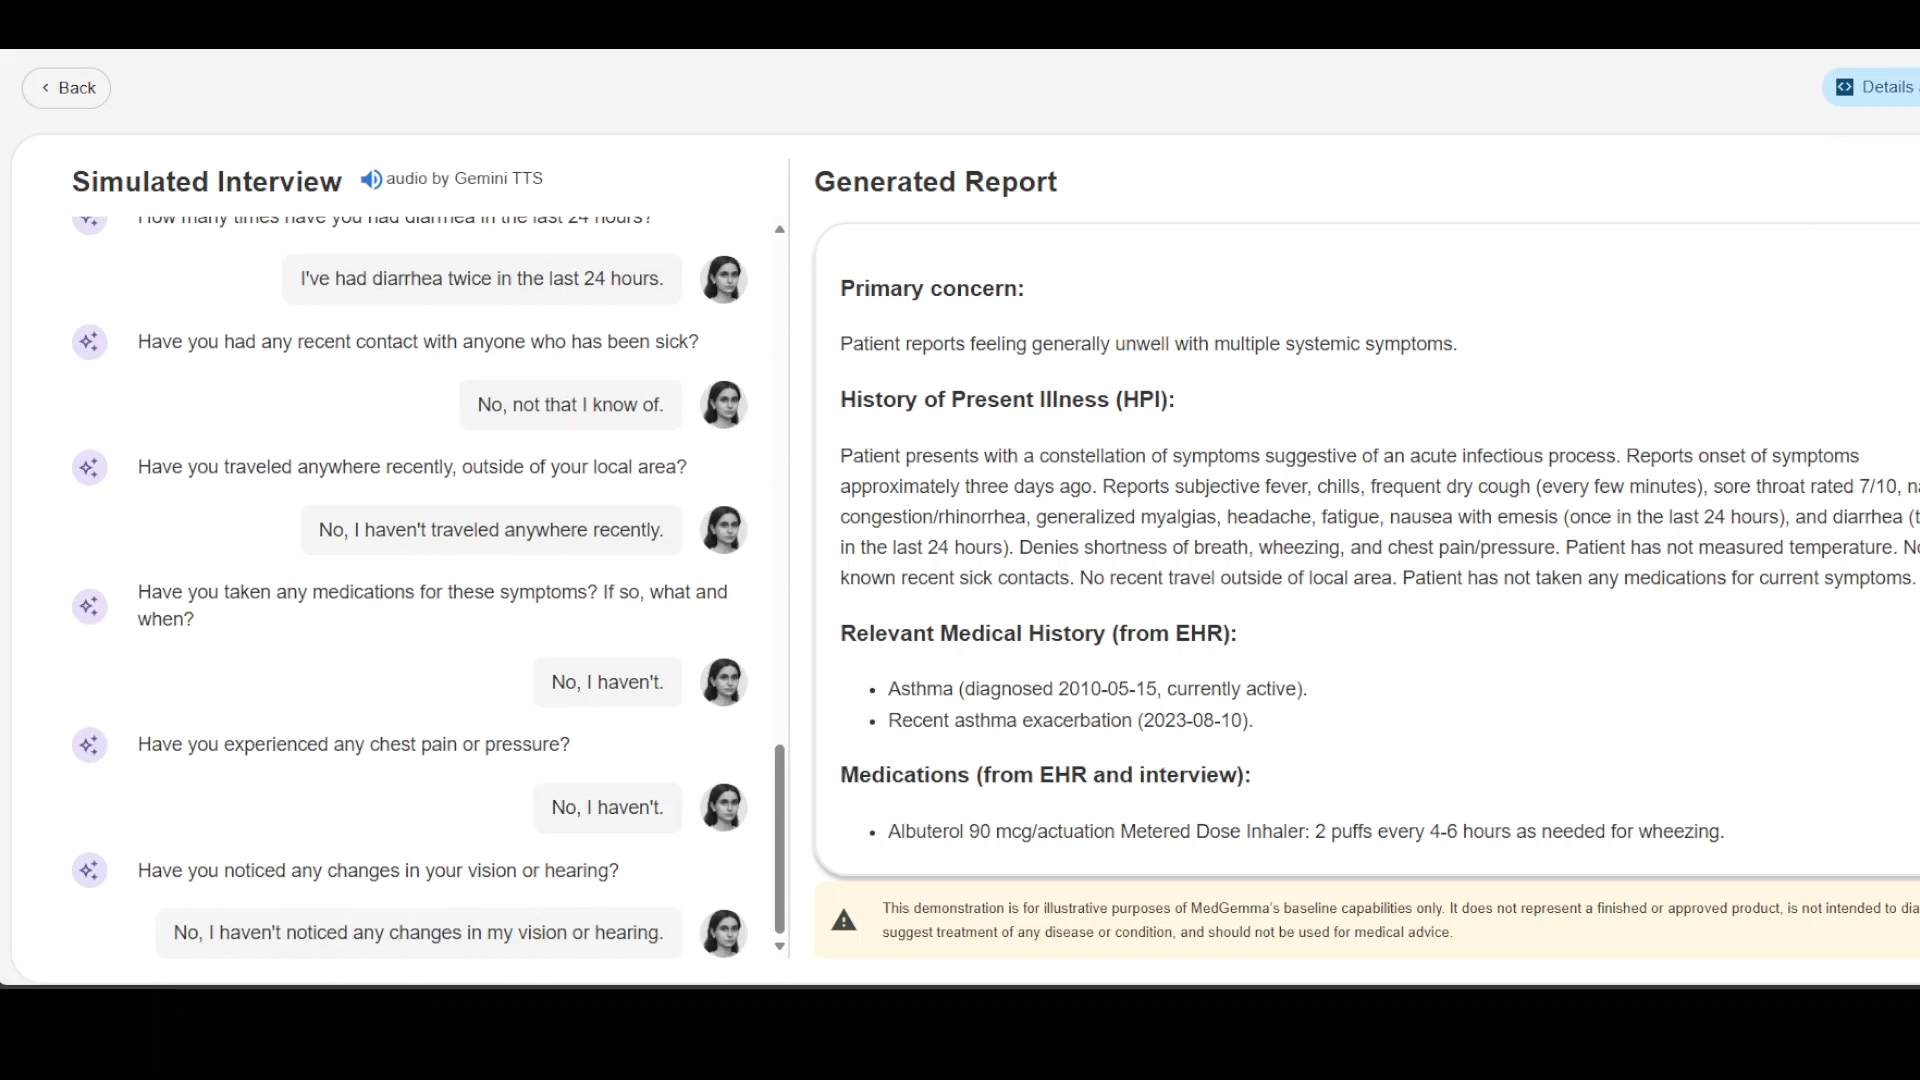 Back
Details
Simulated Interview
audio by Gemini TTS
How many times have you had diarrhea in the last 24 hours?
I've had diarrhea twice in the last 24 hours.
Have you had any recent contact with anyone who has been sick?
No, not that I know of.
Have you traveled anywhere recently, outside of your local area?
No, I haven't traveled anywhere recently.
Have you taken any medications for these symptoms? If so, what and
when?
No, I haven't.
Have you experienced any chest pain or pressure?
No, I haven't.
Have you noticed any changes in your vision or hearing?
No, I haven't noticed any changes in my vision or hearing.
Generated Report
Primary concern:
Patient reports feeling generally unwell with multiple systemic symptoms.
History of Present Illness (HPI):
Patient presents with a constellation of symptoms suggestive of an acute infectious process. Reports onset of symptoms
approximately three days ago. Reports subjective fever, chills, frequent dry cough (every few minutes), sore throat rated 7/10,
congestion/rhinorrhea, generalized myalgias, headache, fatigue, nausea with emesis (once in the last 24 hours), and diarrhea
in the last 24 hours). Denies shortness of breath, wheezing, and chest pain/pressure. Patient has not measured temperature. No
known recent sick contacts. No recent travel outside of local area. Patient has not taken any medications for current symptoms.
Relevant Medical History (from EHR):
• Asthma (diagnosed 2010-05-15, currently active).
• Recent asthma exacerbation (2023-08-10).
Medications (from EHR and interview):
• Albuterol 90 mcg/actuation Metered Dose Inhaler: 2 puffs every 4-6 hours as needed for wheezing.
This demonstration is for illustrative purposes of MedGemma's baseline capabilities only. It does not represent a finished or approved product, is not intended to
suggest treatment of any disease or condition, and should not be used for medical advice.